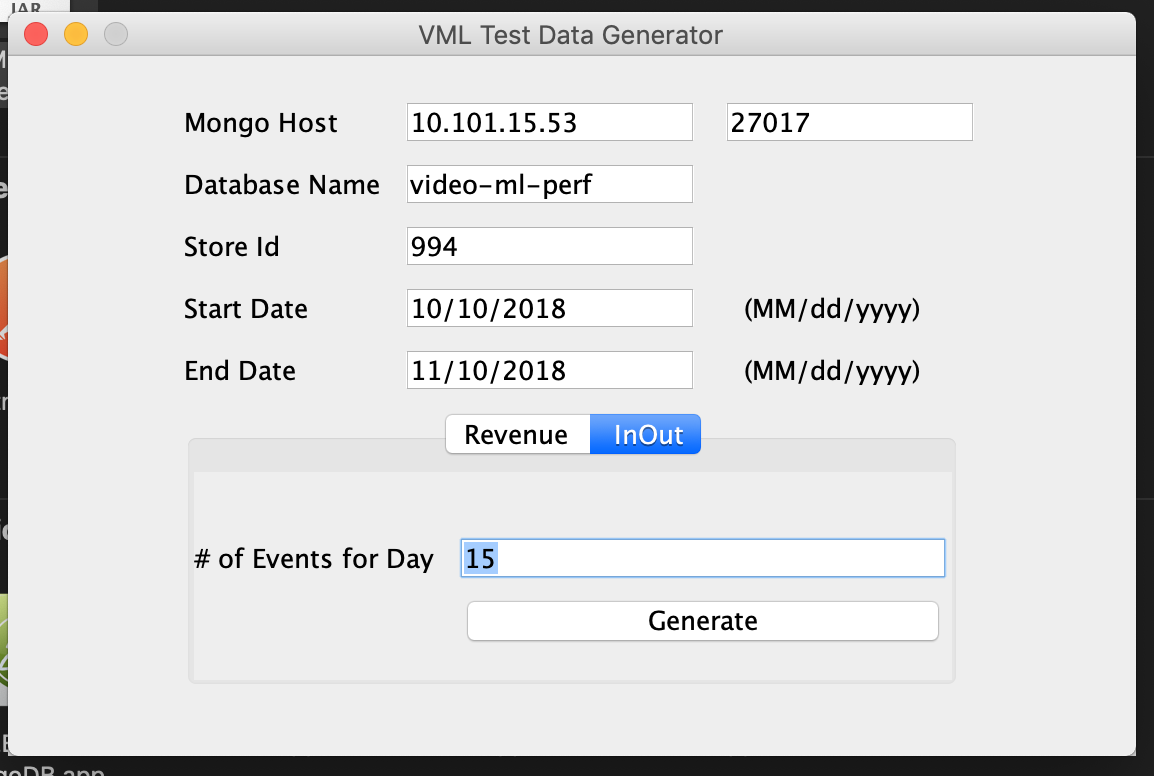 JAR
VML Test Data Generator
Mongo Host 10.101.15.53 27017
Database Name video-ml-perf
Store Id 994
Start Date 10/10/2018 (MM/dd/yyyy)
End Date 11/10/2018 (MM/dd/yyyy)
Revenue InOut
# of Events for Day 15
Generate
goDB.app